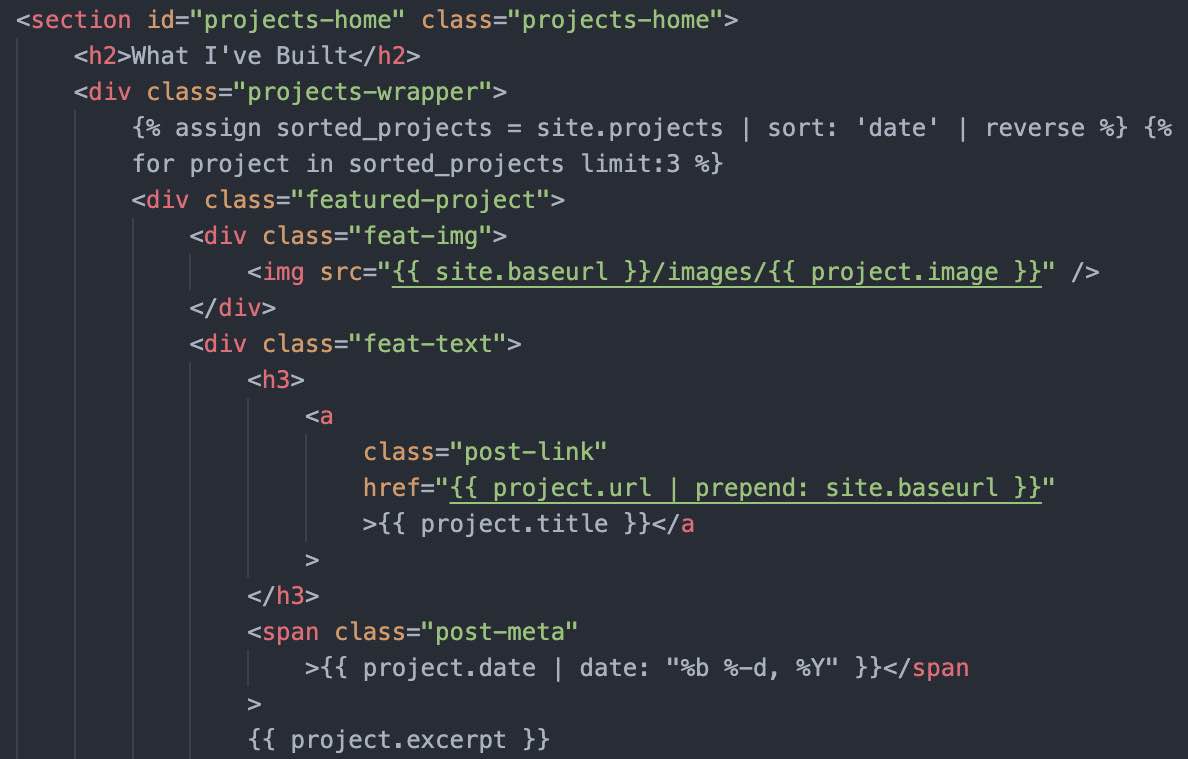 <section id="projects-home" class="projects-home">
<h2>What I've Built</h2>
<div class="projects-wrapper">
{% assign sorted_projects = site.projects | sort: 'date' | reverse %} {%
for project in sorted_projects limit:3 %}
<div class="featured-project">
<div class="feat-img">
<img src="{{ site.baseurl }}/images/{{ project.image }}" />
</div>
<div class="feat-text">
<h3>
<a
class="post-link"
href="{{ project.url | prepend: site.baseurl }}"
>{{ project.title }}</a
>
</h3>
<span class="post-meta"
>{{ project.date | date: "%b %-d, %Y" }}</span
>
{{ project.excerpt }}